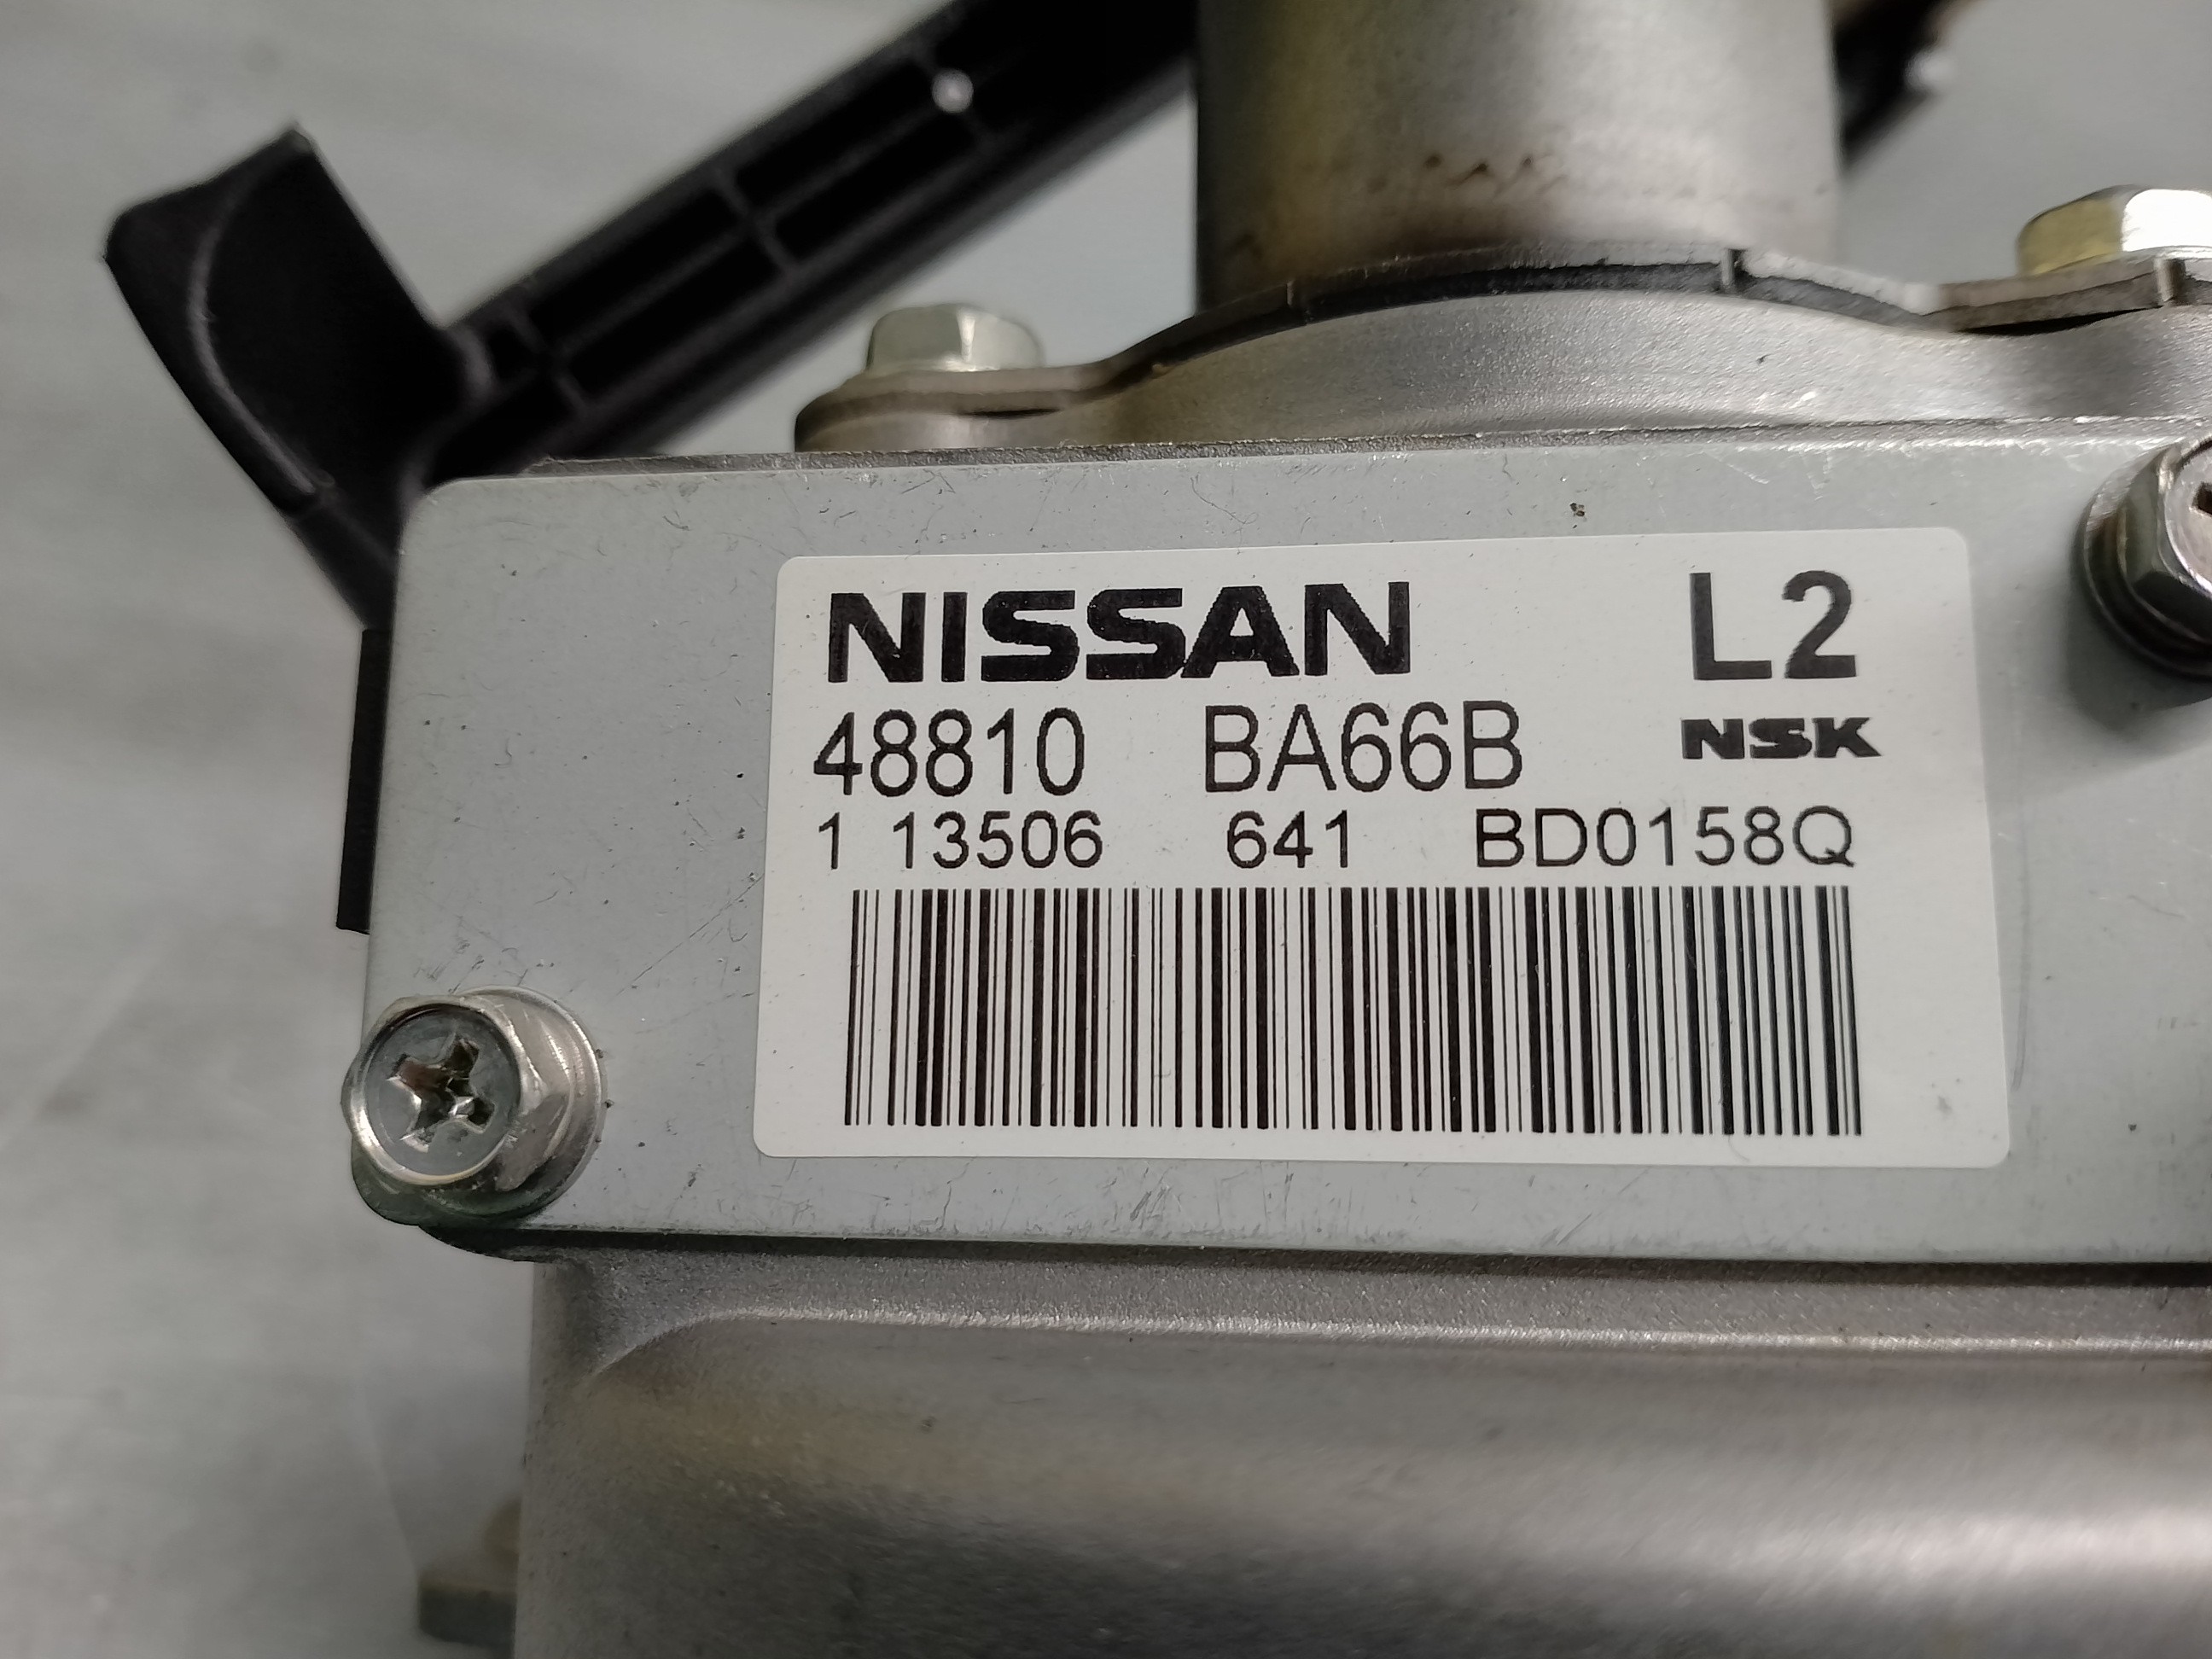 NISSAN L2
48810 BA66B NSK
1 13506 641 BD0158Q